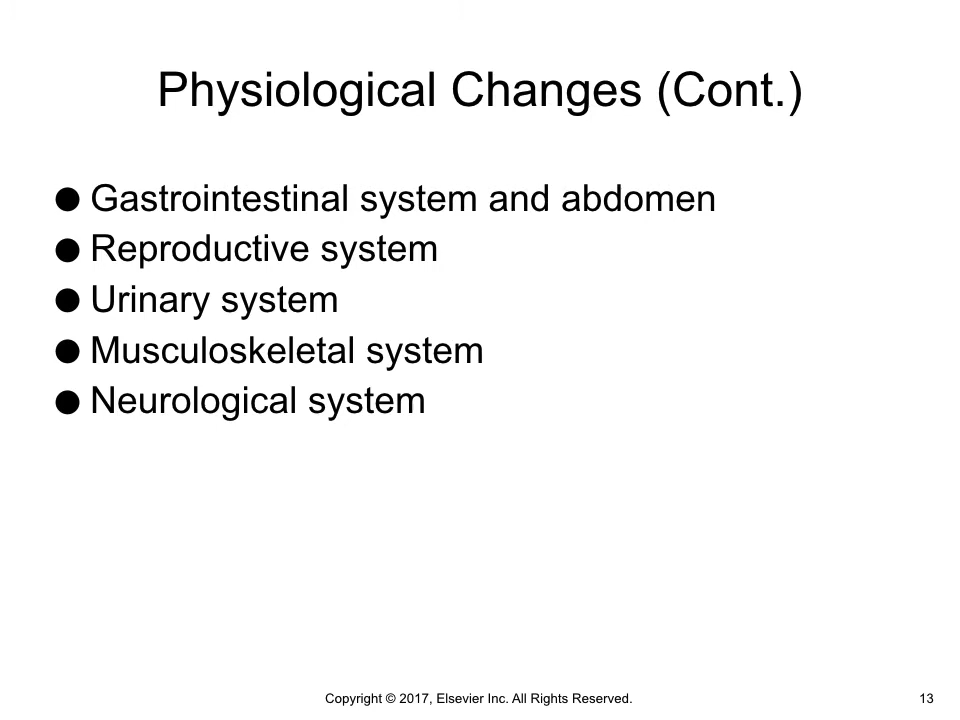 Physiological Changes (Cont.)
● Gastrointestinal system and abdomen
● Reproductive system
● Urinary system
● Musculoskeletal system
● Neurological system
Copyright © 2017, Elsevier Inc. All Rights Reserved.
13